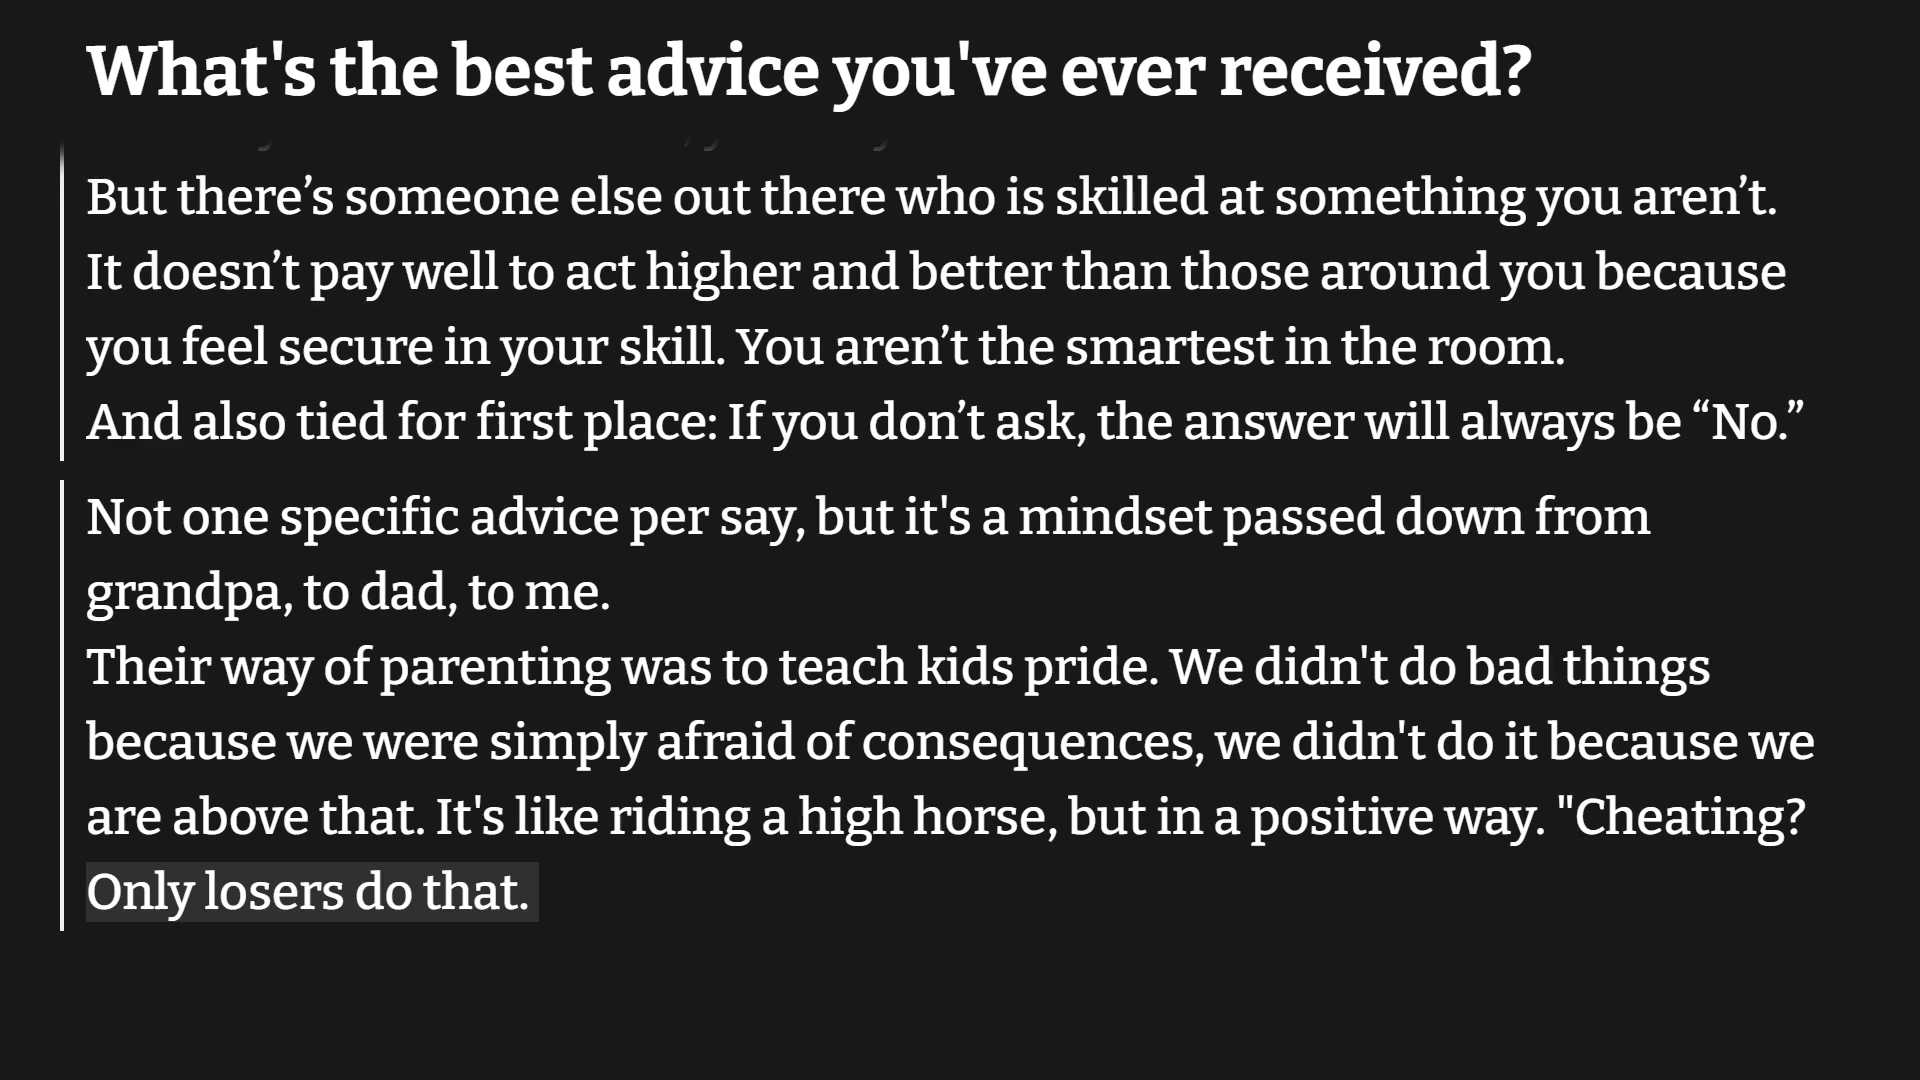 What's the best advice you've ever received?
But there’s someone else out there who is skilled at something you aren’t.
It doesn’t pay well to act higher and better than those around you because
you feel secure in your skill. You aren’t the smartest in the room.
And also tied for first place: If you don’t ask, the answer will always be “No.”
Not one specific advice per say, but it's a mindset passed down from
grandpa, to dad, to me.
Their way of parenting was to teach kids pride. We didn't do bad things
because we were simply afraid of consequences, we didn't do it because we
are above that. It's like riding a high horse, but in a positive way. "Cheating?
Only losers do that.